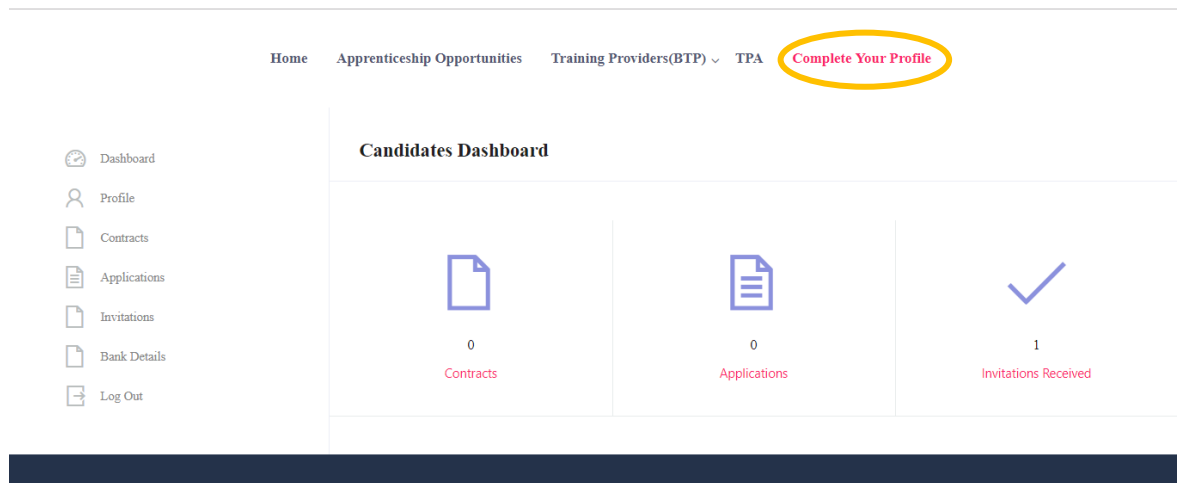 Home Apprenticeship Opportunities Training Providers(BTP) TPA Complete Your Profile
Candidates Dashboard
Dashboard
Profile
Contracts
Applications
Invitations
Bank Details
Log Out
0 0 1
Contracts Applications Invitations Received